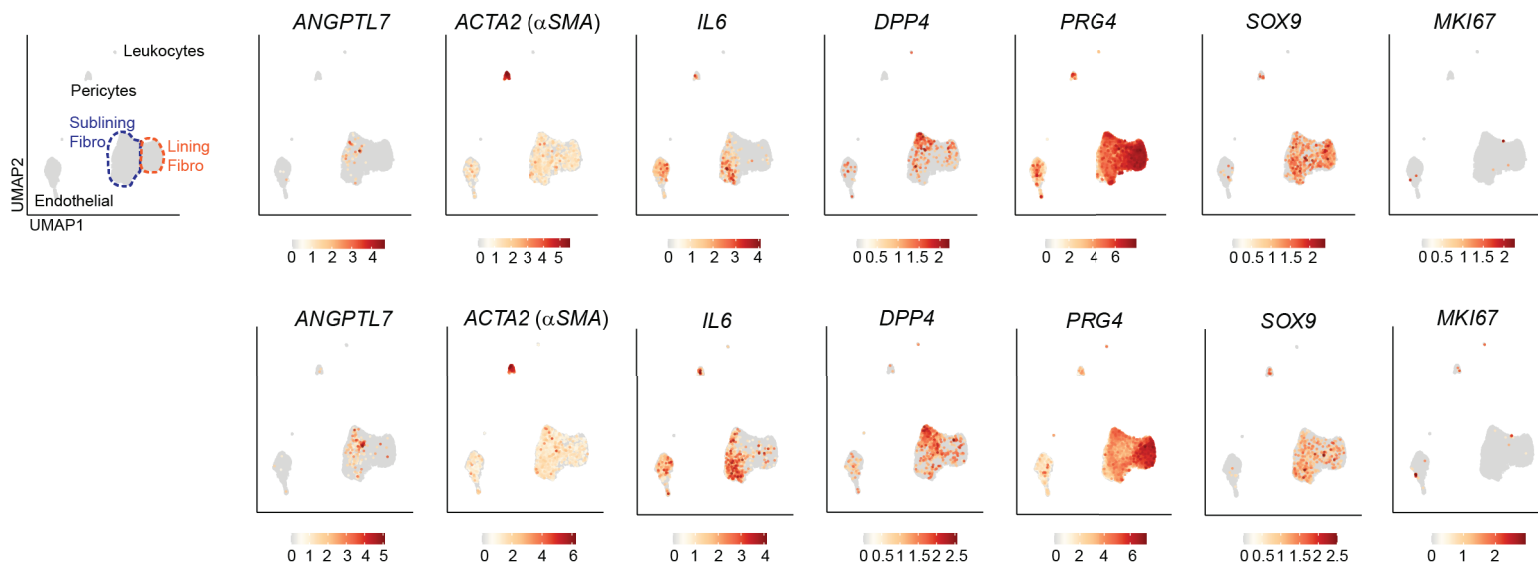 ANGPTL7 ACTA2 (αSMA) IL6 DPP4 PRG4 SOX9 MKI67
Leukocytes
Pericytes
Sublining
Fibro
Lining
Fibro
Endothelial
UMAP2
UMAP1
0 1 2 3 4
0 1 2 3 4 5
0 1 2 3 4
0 0.5 1 1.5 2
0 2 4 6
0 0.5 1 1.5 2
0 0.5 1 1.5 2
ANGPTL7 ACTA2 (αSMA) IL6 DPP4 PRG4 SOX9 MKI67
0 1 2 3 4 5
0 2 4 6
0 1 2 3 4
0 0.5 1 1.5 2 2.5
0 2 4 6
0 0.5 1 1.5 2 2.5
0 1 2